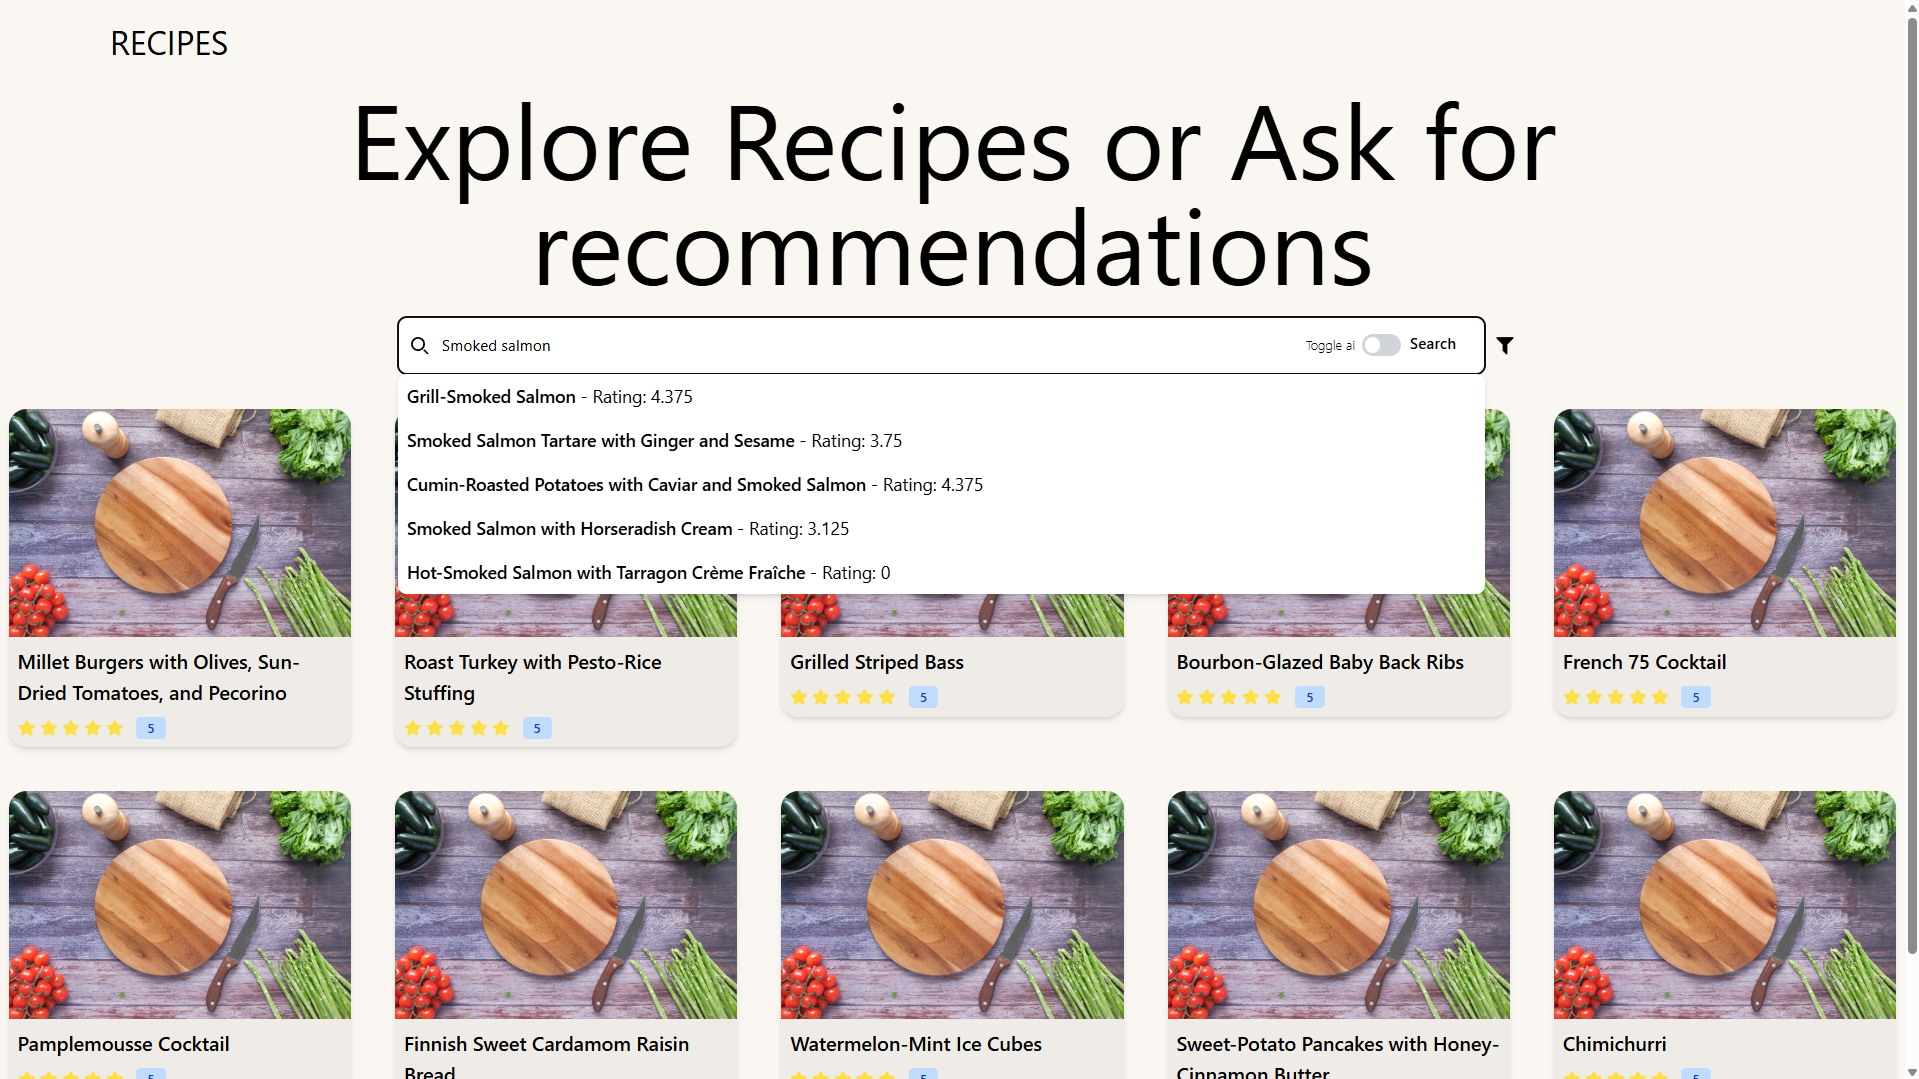 RECIPES
Explore Recipes or Ask for
recommendations
Smoked salmon
Toggle ai
Search
Grill-Smoked Salmon - Rating: 4.375
Smoked Salmon Tartare with Ginger and Sesame - Rating: 3.75
Cumin-Roasted Potatoes with Caviar and Smoked Salmon - Rating: 4.375
Smoked Salmon with Horseradish Cream - Rating: 3.125
Hot-Smoked Salmon with Tarragon Crème Fraîche - Rating: 0
Millet Burgers with Olives, Sun-
Dried Tomatoes, and Pecorino
5
Roast Turkey with Pesto-Rice
Stuffing
5
Grilled Striped Bass
5
Bourbon-Glazed Baby Back Ribs
5
French 75 Cocktail
5
Pamplemousse Cocktail
5
Finnish Sweet Cardamom Raisin
Bread
Watermelon-Mint Ice Cubes
5
Sweet-Potato Pancakes with Honey-
Cinnamon Butter
Chimichurri
5